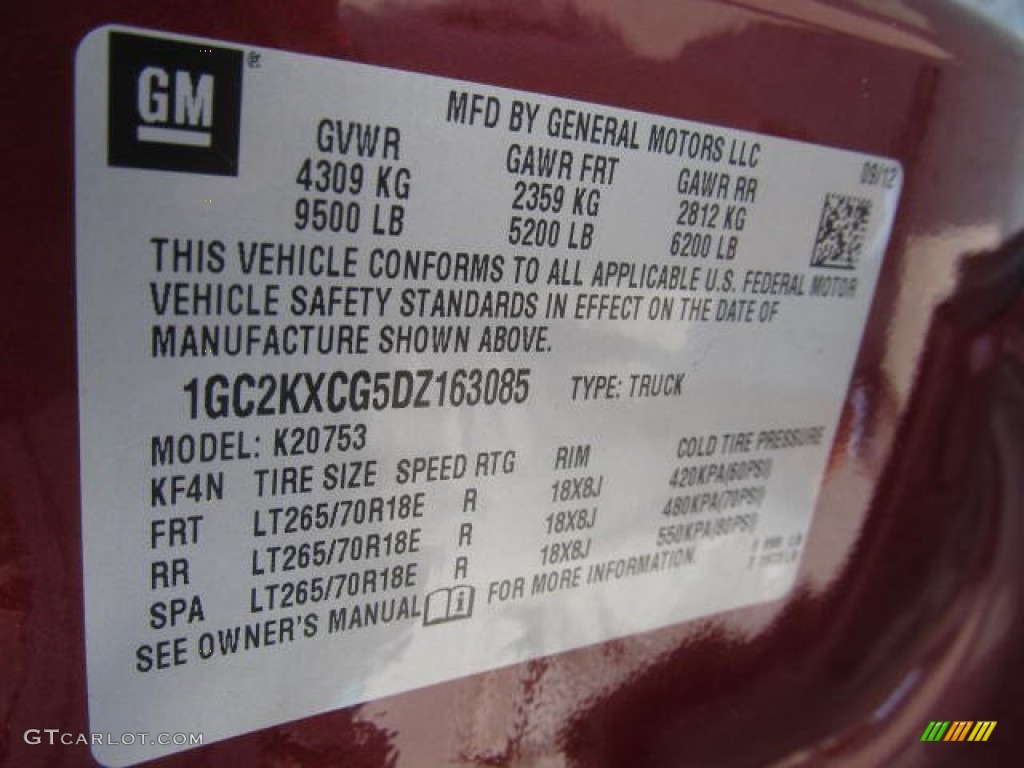 GM
MFD BY GENERAL MOTORS LLC
09/12
GVWR GAWR FRT GAWR RR
4309 KG 2359 KG 2812 KG
9500 LB 5200 LB 6200 LB
THIS VEHICLE CONFORMS TO ALL APPLICABLE U.S. FEDERAL MOTOR
VEHICLE SAFETY STANDARDS IN EFFECT ON THE DATE OF
MANUFACTURE SHOWN ABOVE.
1GC2KXCG5DZ163085 TYPE: TRUCK
MODEL: K20753
KF4N TIRE SIZE SPEED RTG RIM COLD TIRE PRESSURE
FRT LT265/70R18E R 18X8J 420KPA(60PSI)
RR LT265/70R18E R 18X8J 480KPA(70PSI)
SPA LT265/70R18E R 18X8J 550KPA(80PSI)
SEE OWNER'S MANUAL FOR MORE INFORMATION.
GTCARLOT.COM